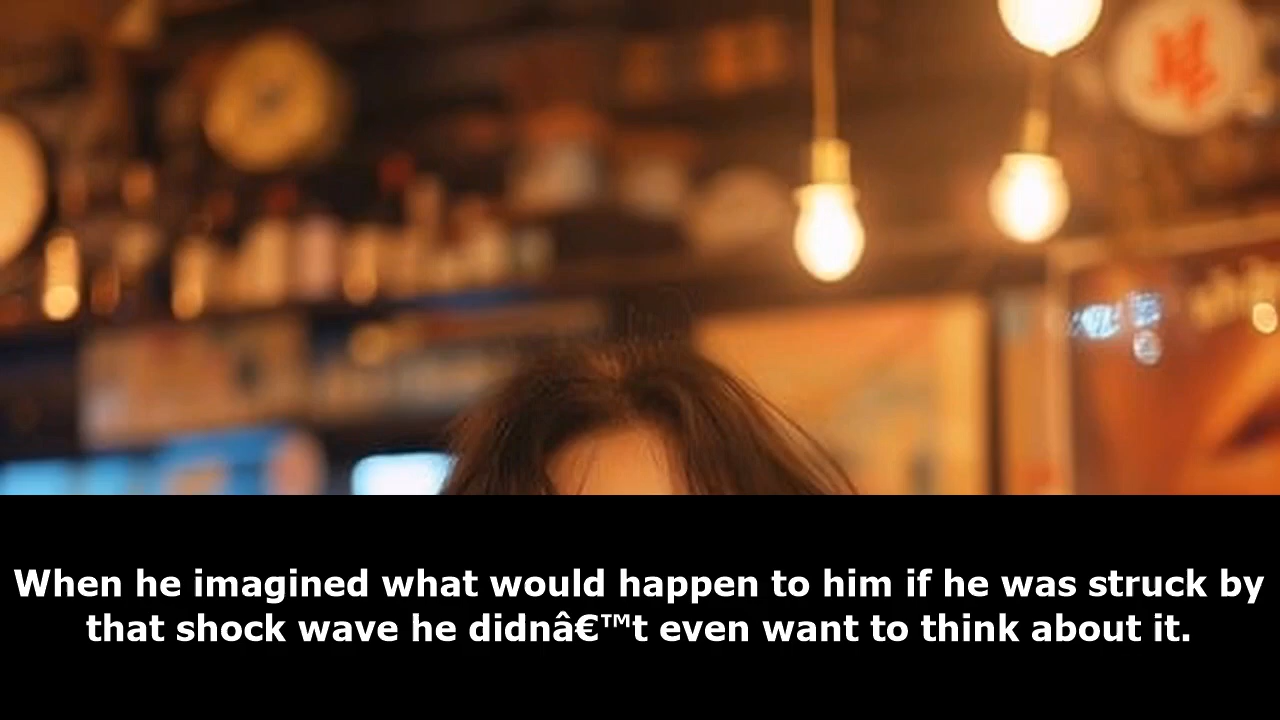 When he imagined what would happen to him if he was struck by
that shock wave he didnâ€™t even want to think about it.